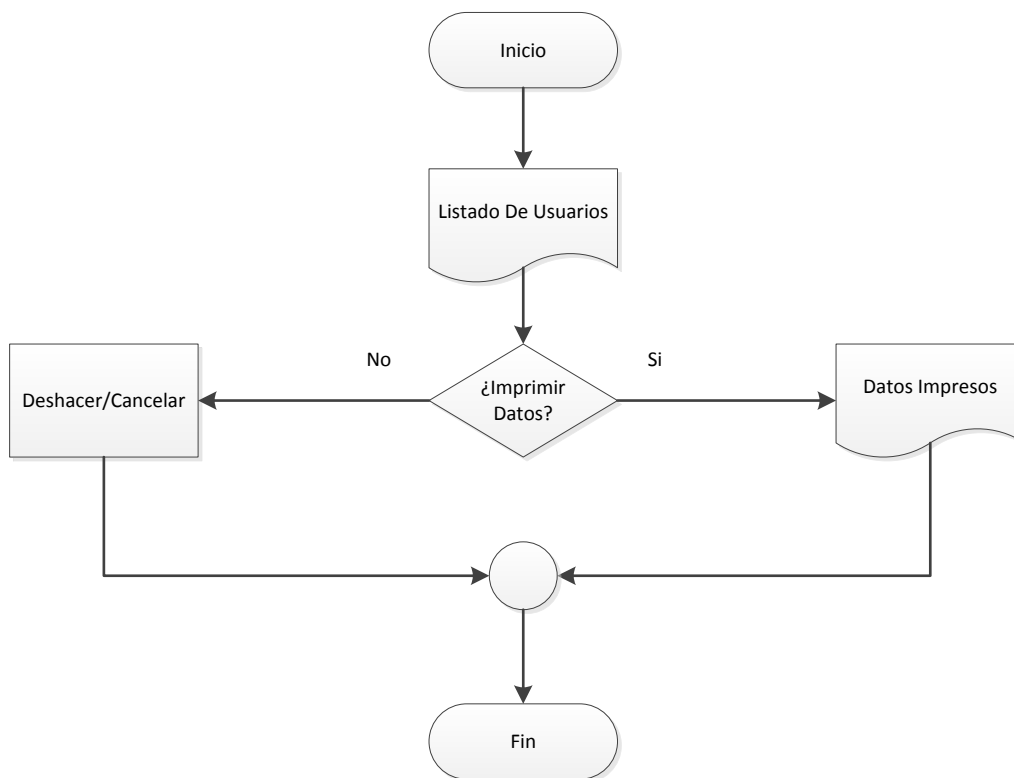 Inicio
Listado De Usuarios
No
Si
Deshacer/Cancelar
¿Imprimir
Datos?
Datos Impresos
Fin